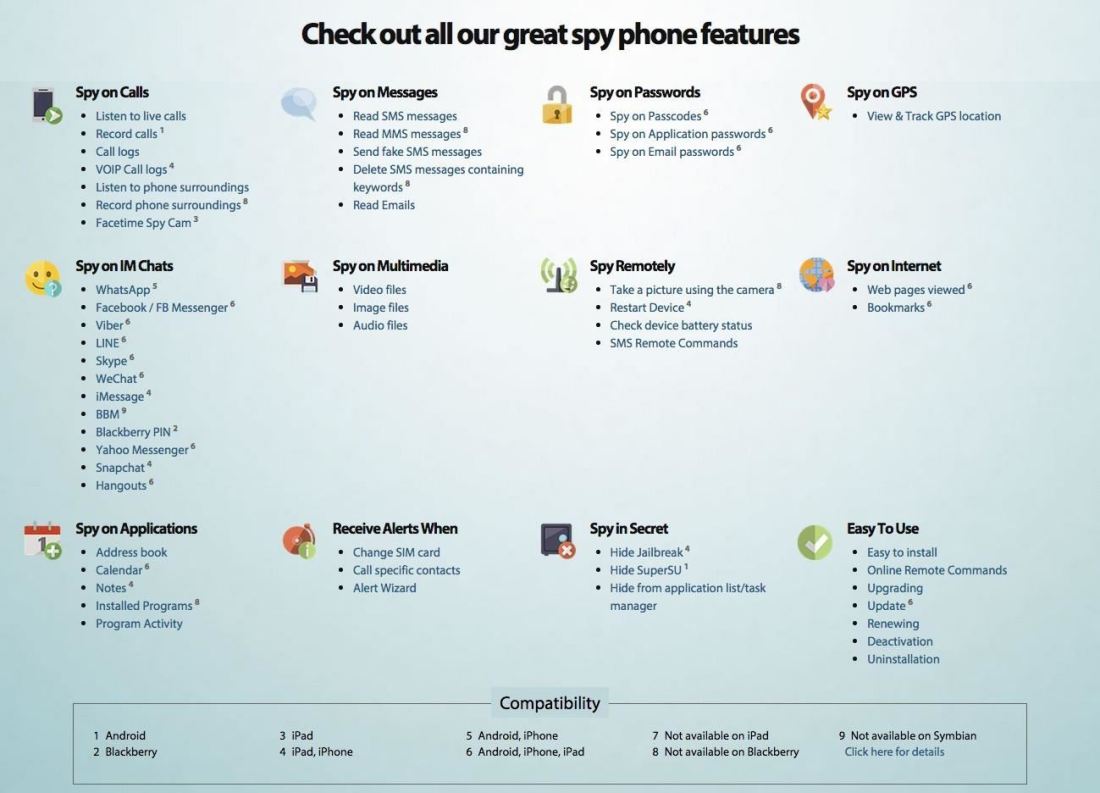 Check out all our great spy phone features
Spy on Calls
Listen to live calls
Record calls 1
Call logs
VOIP Call logs 4
Listen to phone surroundings
Record phone surroundings 8
Facetime Spy Cam 3
Spy on Messages
Read SMS messages
Read MMS messages 8
Send fake SMS messages
Delete SMS messages containing
keywords 8
Read Emails
Spy on Passwords
Spy on Passcodes 6
Spy on Application passwords 6
Spy on Email passwords 6
Spy on GPS
View & Track GPS location
Spy on IM Chats
WhatsApp 5
Facebook / FB Messenger 6
Viber 6
LINE 6
Skype 6
WeChat 6
iMessage 4
BBM 9
Blackberry PIN 2
Yahoo Messenger 6
Snapchat 4
Hangouts 6
Spy on Multimedia
Video files
Image files
Audio files
Spy Remotely
Take a picture using the camera 8
Restart Device 4
Check device battery status
SMS Remote Commands
Spy on Internet
Web pages viewed 6
Bookmarks 6
Spy on Applications
Address book
Calendar 6
Notes 4
Installed Programs 8
Program Activity
Receive Alerts When
Change SIM card
Call specific contacts
Alert Wizard
Spy in Secret
Hide Jailbreak 4
Hide SuperSU 1
Hide from application list/task
manager
Easy To Use
Easy to install
Online Remote Commands
Upgrading
Update 6
Renewing
Deactivation
Uninstallation
Compatibility
1 Android
2 Blackberry
3 iPad
4 iPad, iPhone
5 Android, iPhone
6 Android, iPhone, iPad
7 Not available on iPad
8 Not available on Blackberry
9 Not available on Symbian
Click here for details